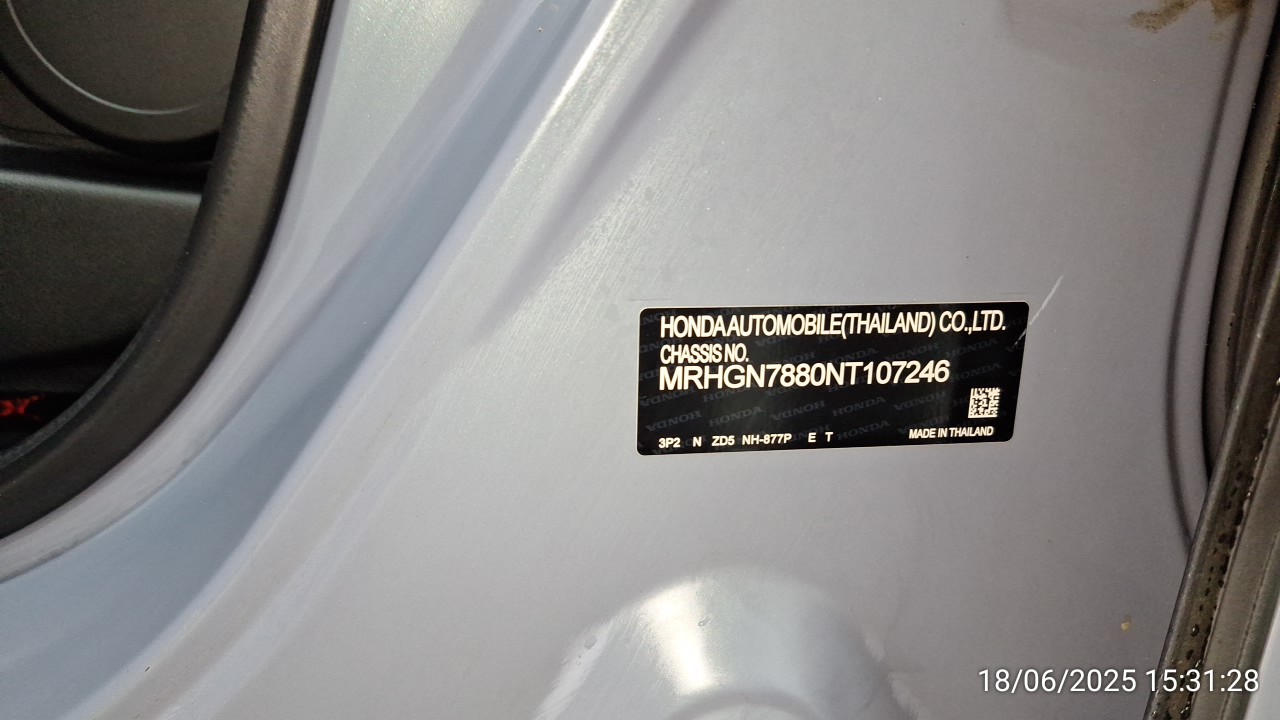 HONDA AUTOMOBILE(THAILAND) CO.,LTD.
CHASSIS NO.
MRHGN7880NT107246
3P2 N ZD5 NH-877P E T MADE IN THAILAND
18/06/2025 15:31:28